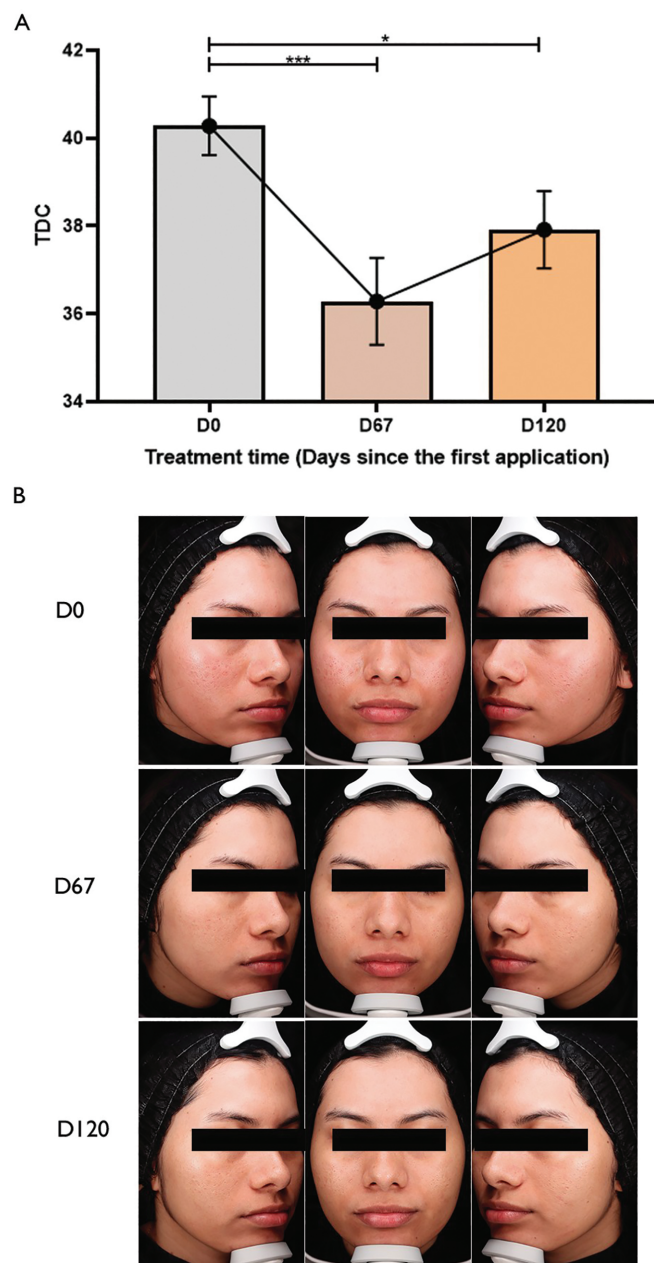 A
42
40
38
36
34
TDC
*
***
D0 D67 D120
Treatment time (Days since the first application)
B
D0
D67
D120